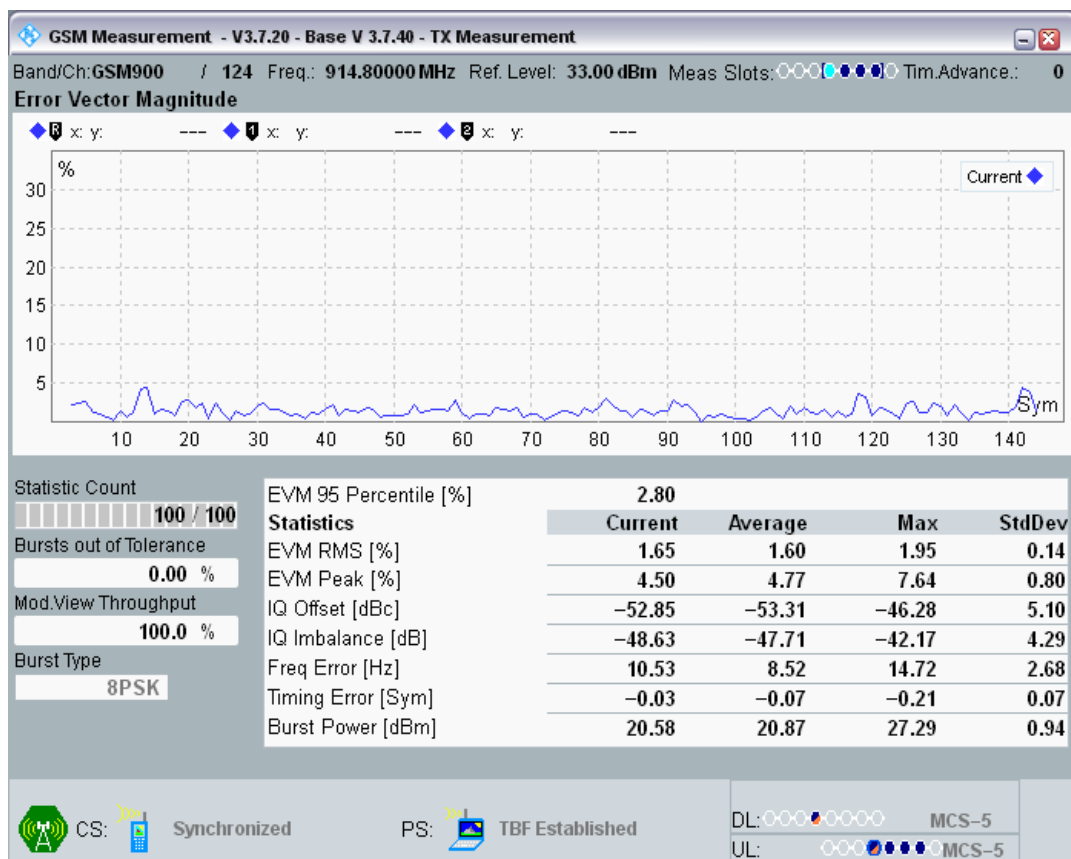 GSM Measurement - V3.7.20 - Base V 3.7.40 - TX Measurement
Band/Ch:GSM900 / 124 Freq.: 914.80000 MHz Ref. Level: 33.00 dBm Meas Slots: Tim.Advance.: 0
Error Vector Magnitude
R x: y: --- 1 x: y: --- 2 x: y: ---
%
Current
30
25
20
15
10
5
Sym
10 20 30 40 50 60 70 80 90 100 110 120 130 140
Statistic Count
100 / 100
Bursts out of Tolerance
0.00 %
Mod.View Throughput
100.0 %
Burst Type
8PSK
EVM 95 Percentile [%] 2.80
Statistics Current Average Max StdDev
EVM RMS [%] 1.65 1.60 1.95 0.14
EVM Peak [%] 4.50 4.77 7.64 0.80
IQ Offset [dBc] −52.85 −53.31 −46.28 5.10
IQ Imbalance [dB] −48.63 −47.71 −42.17 4.29
Freq Error [Hz] 10.53 8.52 14.72 2.68
Timing Error [Sym] −0.03 −0.07 −0.21 0.07
Burst Power [dBm] 20.58 20.87 27.29 0.94
CS: Synchronized PS: TBF Established
DL: MCS−5
UL: MCS−5